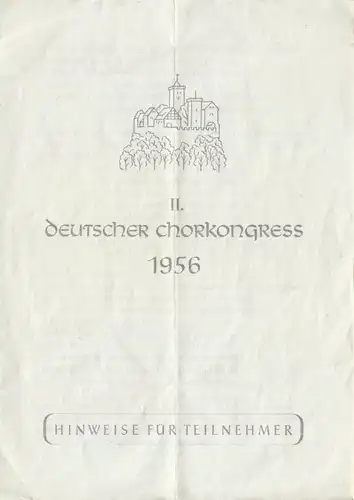 II.
deutscher chorkongress
1956
HINWEISE FÜR TEILNEHMER